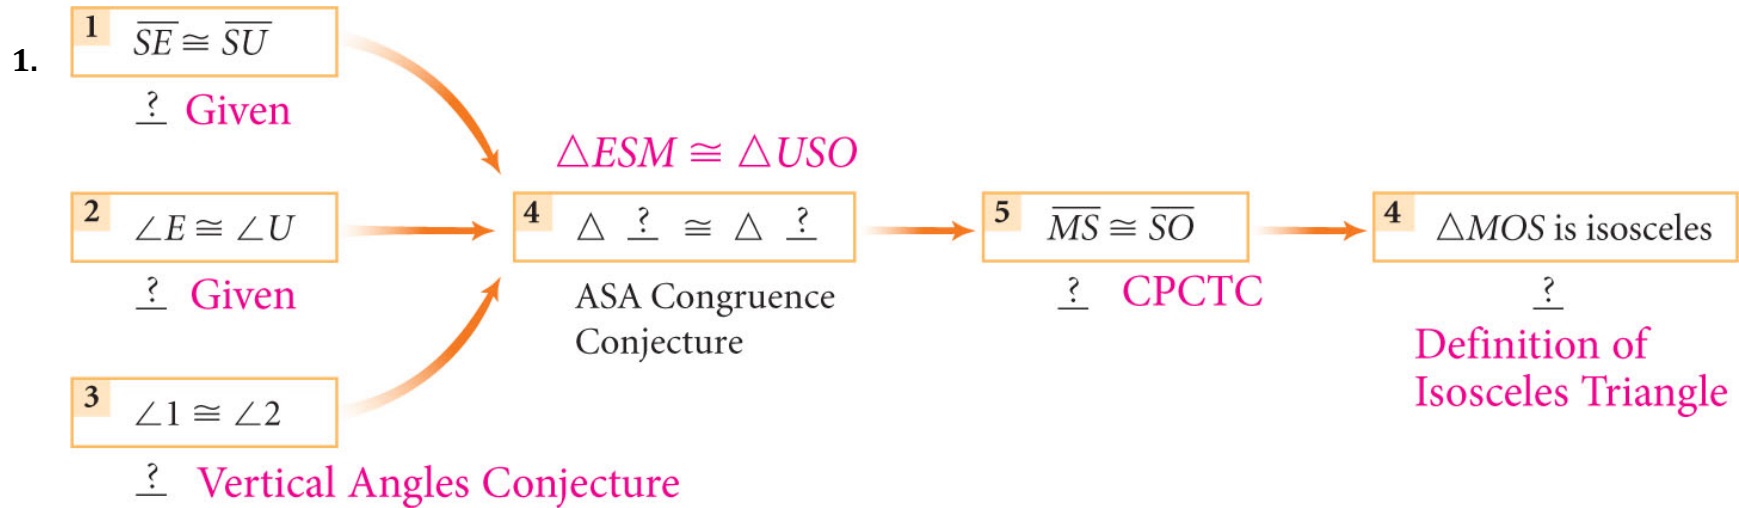 1.
1 SE ≅ SU
? Given
△ESM ≅ △USO
2 ∠E ≅ ∠U
4 △ ? ≅ △ ?
5 MS ≅ SO
4 △MOS is isosceles
? Given
ASA Congruence
Conjecture
? CPCTC
?
Definition of
Isosceles Triangle
3 ∠1 ≅ ∠2
? Vertical Angles Conjecture